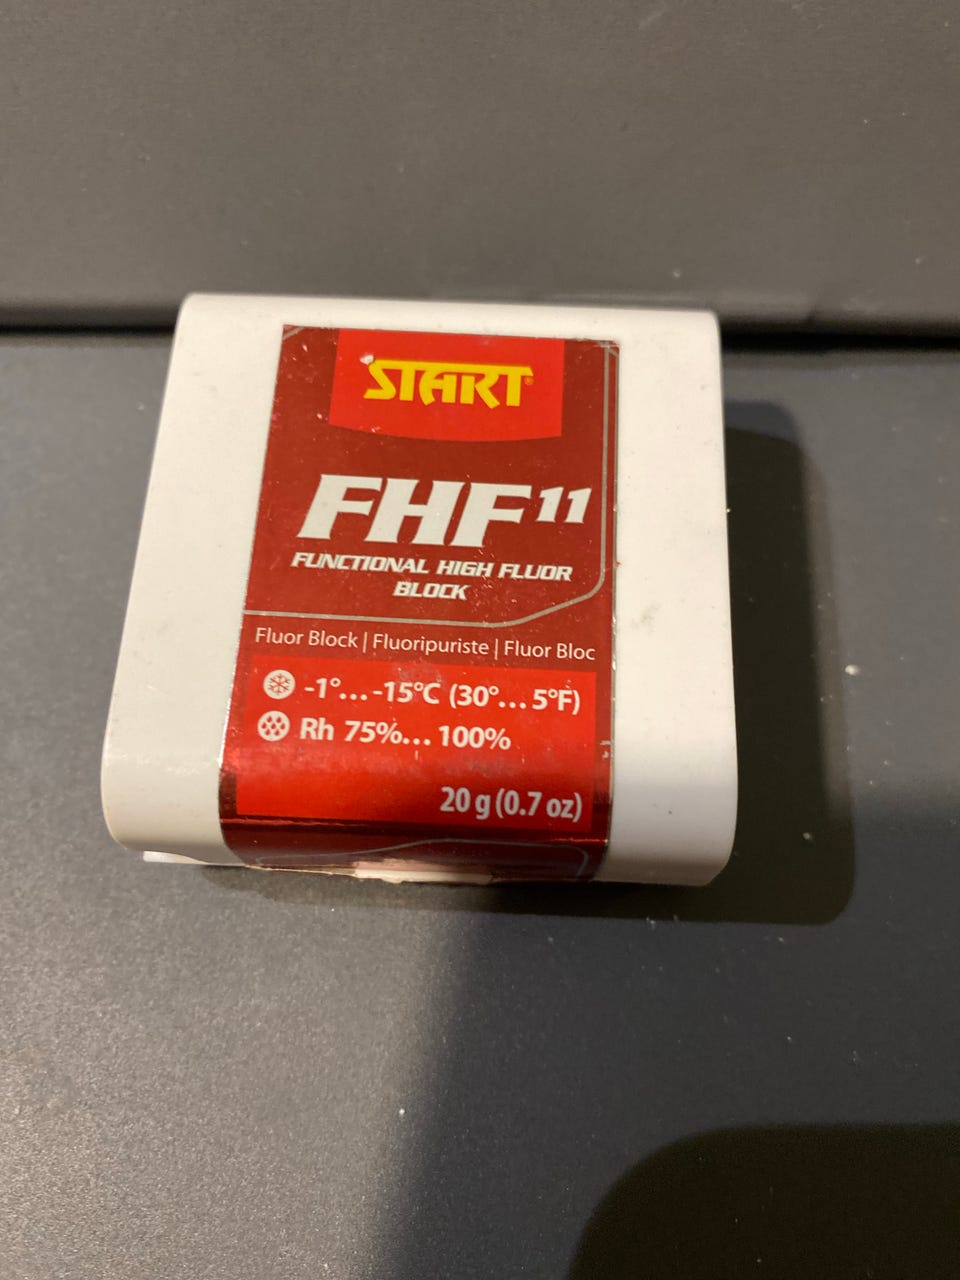 START®
FHF11
FUNCTIONAL HIGH FLUOR
BLOCK
Fluor Block | Fluoripuriste | Fluor Bloc
-1°... -15°C (30°... 5°F)
Rh 75%... 100%
20 g (0.7 oz)